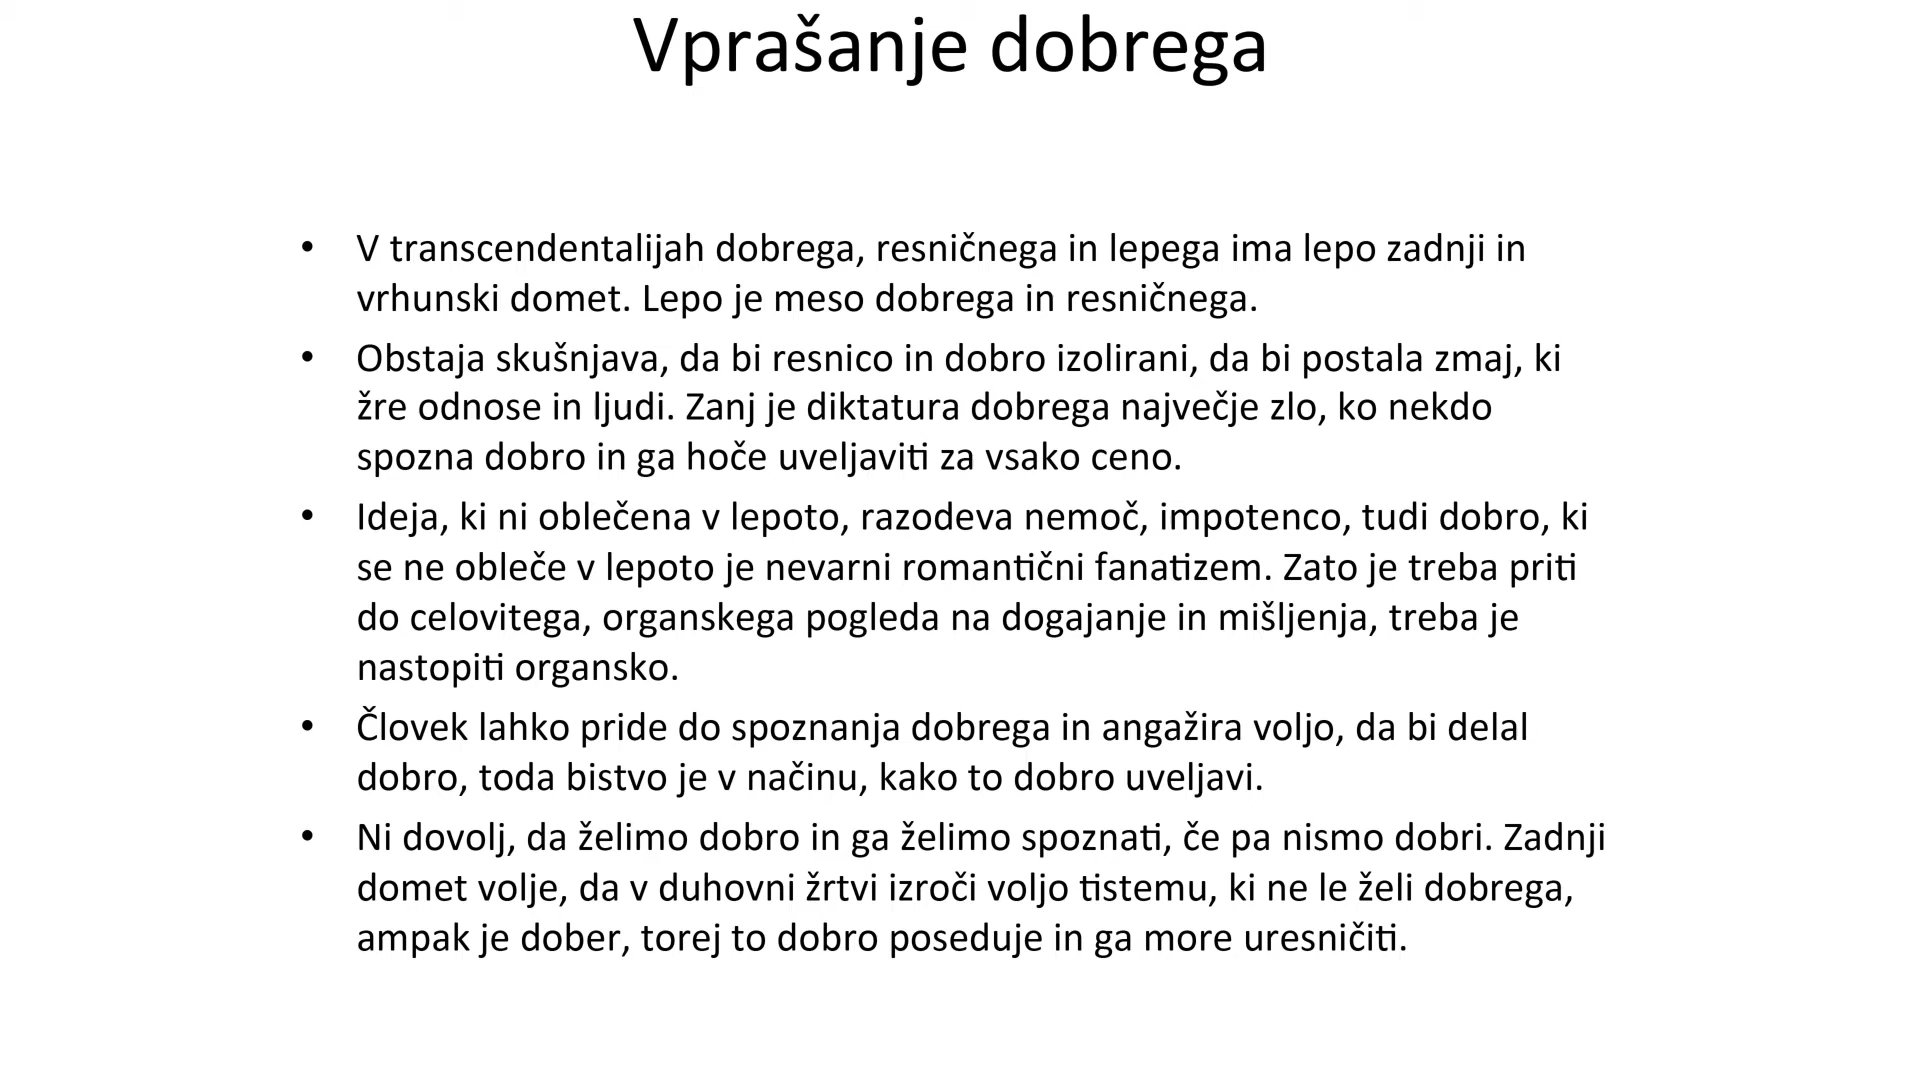 Vprašanje dobrega
• V transcendentalijah dobrega, resničnega in lepega ima lepo zadnji in
vrhunski domet. Lepo je meso dobrega in resničnega.
• Obstaja skušnjava, da bi resnico in dobro izolirani, da bi postala zmaj, ki
žre odnose in ljudi. Zanj je diktatura dobrega največje zlo, ko nekdo
spozna dobro in ga hoče uveljaviti za vsako ceno.
• Ideja, ki ni oblečena v lepoto, razodeva nemoč, impotenco, tudi dobro, ki
se ne obleče v lepoto je nevarni romantični fanatizem. Zato je treba priti
do celovitega, organskega pogleda na dogajanje in mišljenja, treba je
nastopiti organsko.
• Človek lahko pride do spoznanja dobrega in angažira voljo, da bi delal
dobro, toda bistvo je v načinu, kako to dobro uveljavi.
• Ni dovolj, da želimo dobro in ga želimo spoznati, če pa nismo dobri. Zadnji
domet volje, da v duhovni žrtvi izroči voljo tistemu, ki ne le želi dobrega,
ampak je dober, torej to dobro poseduje in ga more uresničiti.